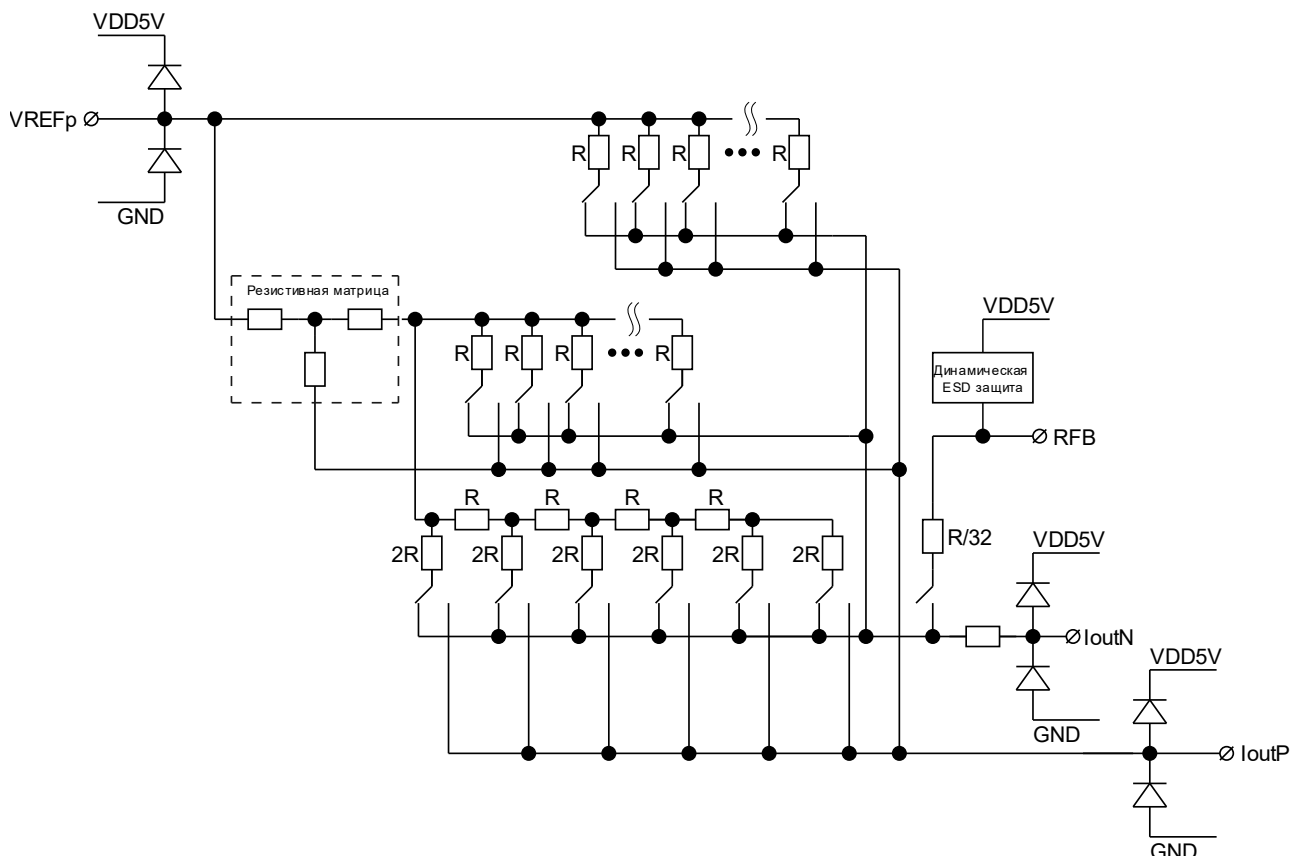 VDD5V
VREFp
GND
R
R
R
R
Резистивная матрица
R
R
R
R
VDD5V
Динамическая
ESD защита
RFB
R
R
R
R
2R
2R
2R
2R
2R
2R
R/32
VDD5V
IoutN
GND
VDD5V
IoutP
GND